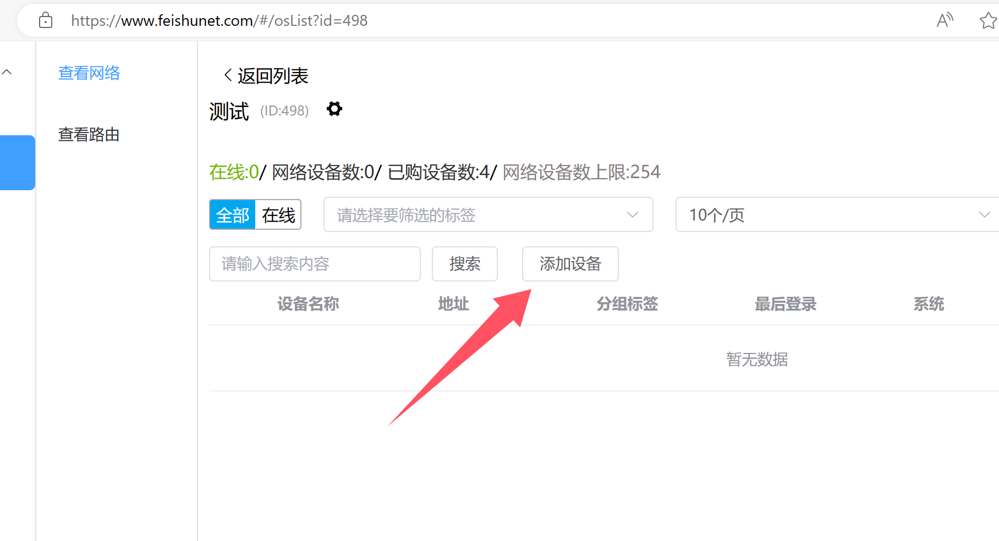 https://www.feishunet.com/#/osList?id=498
查看网络
查看路由
返回列表
测试 (ID:498)
在线:0/ 网络设备数:0/ 已购设备数:4/ 网络设备数上限:254
全部 在线 请选择要筛选的标签 10个/页
请输入搜索内容 搜索 添加设备
设备名称 地址 分组标签 最后登录 系统
暂无数据